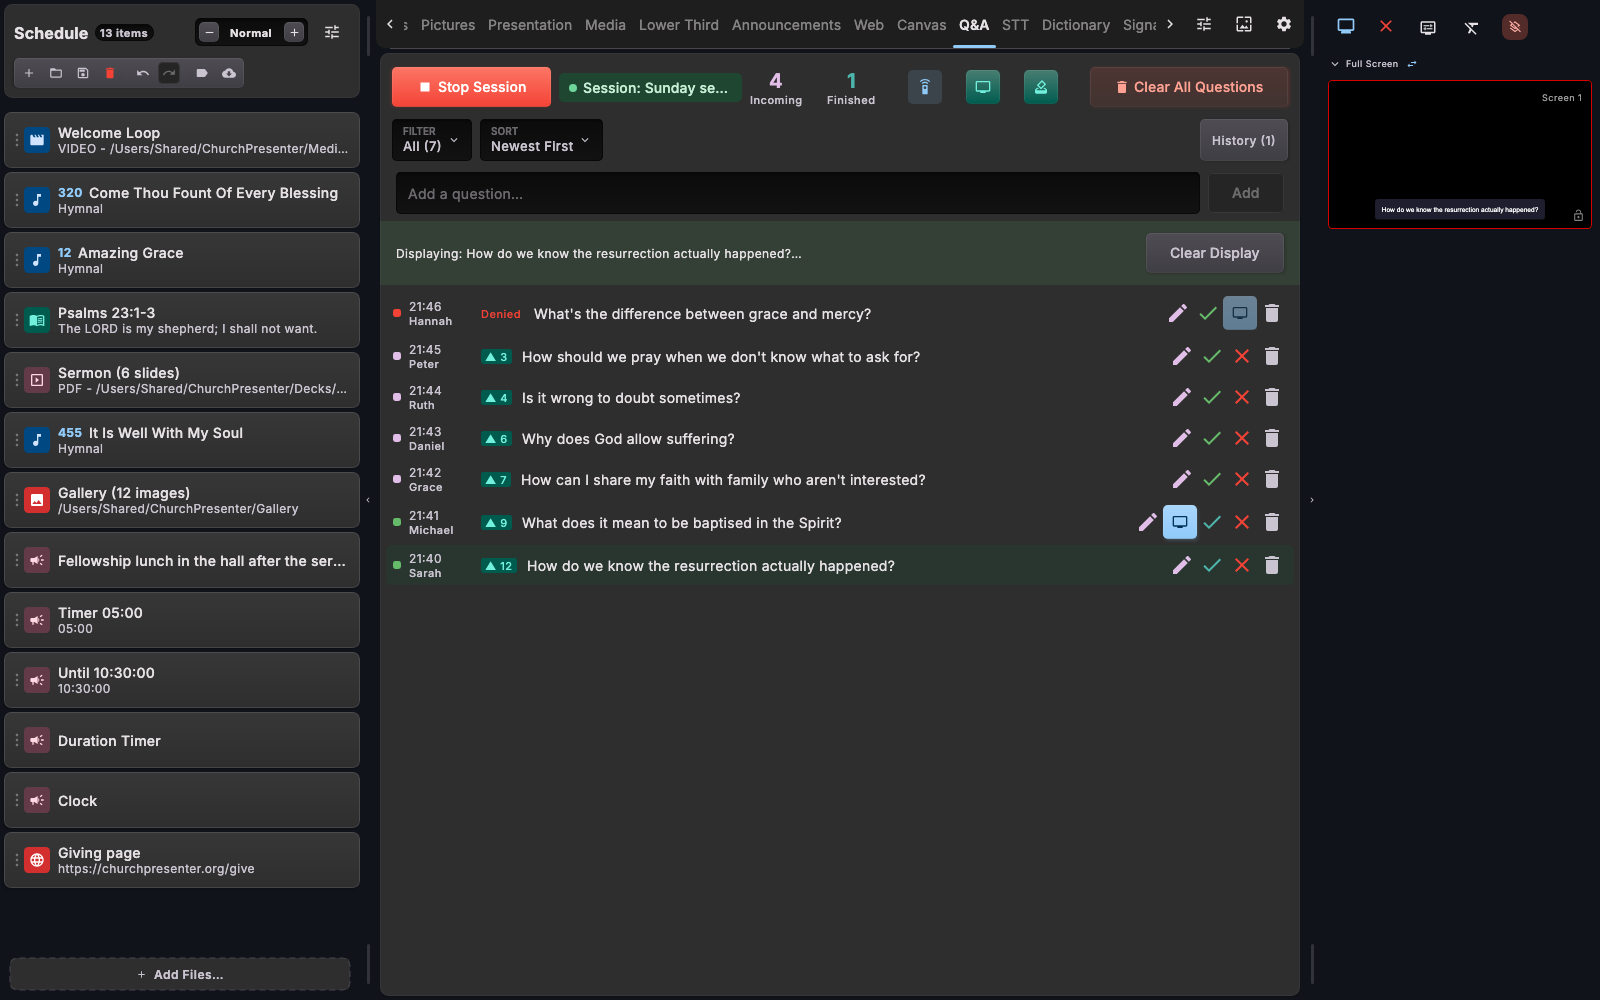 Schedule 13 items
Normal
Welcome Loop
VIDEO - /Users/Shared/ChurchPresenter/Medi...
320 Come Thou Fount Of Every Blessing
Hymnal
12 Amazing Grace
Hymnal
Psalms 23:1-3
The LORD is my shepherd; I shall not want.
Sermon (6 slides)
PDF - /Users/Shared/ChurchPresenter/Decks/...
455 It Is Well With My Soul
Hymnal
Gallery (12 images)
/Users/Shared/ChurchPresenter/Gallery
Fellowship lunch in the hall after the ser...
Timer 05:00
05:00
Until 10:30:00
10:30:00
Duration Timer
Clock
Giving page
https://churchpresenter.org/give
+ Add Files...
s Pictures Presentation Media Lower Third Announcements Web Canvas Q&A STT Dictionary Signa
Stop Session
Session: Sunday se...
4
Incoming
1
Finished
Clear All Questions
FILTER
All (7)
SORT
Newest First
History (1)
Add a question...
Add
Displaying: How do we know the resurrection actually happened?...
Clear Display
21:46
Hannah
Denied What's the difference between grace and mercy?
21:45
Peter
3 How should we pray when we don't know what to ask for?
21:44
Ruth
4 Is it wrong to doubt sometimes?
21:43
Daniel
6 Why does God allow suffering?
21:42
Grace
7 How can I share my faith with family who aren't interested?
21:41
Michael
9 What does it mean to be baptised in the Spirit?
21:40
Sarah
12 How do we know the resurrection actually happened?
Full Screen
Screen 1
How do we know the resurrection actually happened?